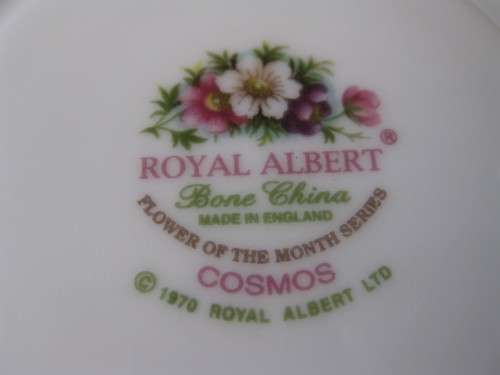 ROYAL ALBERT®
Bone China
MADE IN ENGLAND
FLOWER OF THE MONTH SERIES
COSMOS
© 1970 ROYAL ALBERT LTD